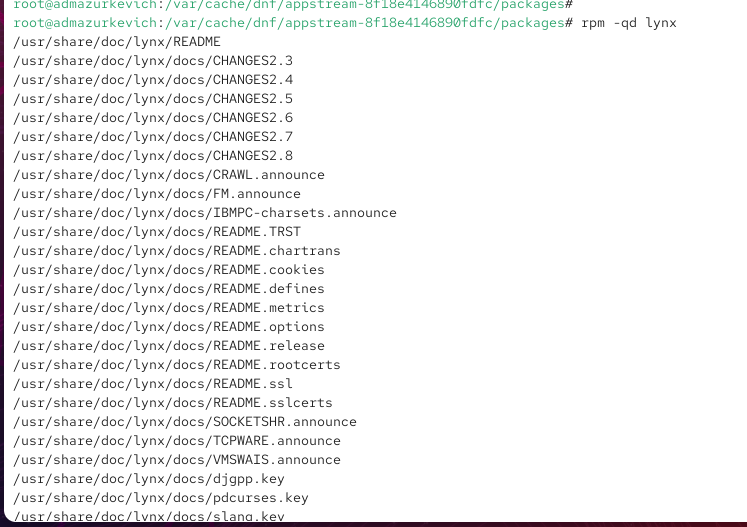 root@admazurkevich:/var/cache/dnf/appstream-8f18e4146890fdfc/packages#
root@admazurkevich:/var/cache/dnf/appstream-8f18e4146890fdfc/packages# rpm -qd lynx
/usr/share/doc/lynx/README
/usr/share/doc/lynx/docs/CHANGES2.3
/usr/share/doc/lynx/docs/CHANGES2.4
/usr/share/doc/lynx/docs/CHANGES2.5
/usr/share/doc/lynx/docs/CHANGES2.6
/usr/share/doc/lynx/docs/CHANGES2.7
/usr/share/doc/lynx/docs/CHANGES2.8
/usr/share/doc/lynx/docs/CRAWL.announce
/usr/share/doc/lynx/docs/FM.announce
/usr/share/doc/lynx/docs/IBMPC-charsets.announce
/usr/share/doc/lynx/docs/README.TRST
/usr/share/doc/lynx/docs/README.chartrans
/usr/share/doc/lynx/docs/README.cookies
/usr/share/doc/lynx/docs/README.defines
/usr/share/doc/lynx/docs/README.metrics
/usr/share/doc/lynx/docs/README.options
/usr/share/doc/lynx/docs/README.release
/usr/share/doc/lynx/docs/README.rootcerts
/usr/share/doc/lynx/docs/README.ssl
/usr/share/doc/lynx/docs/README.sslcerts
/usr/share/doc/lynx/docs/SOCKETSHR.announce
/usr/share/doc/lynx/docs/TCPWARE.announce
/usr/share/doc/lynx/docs/VMSWAIS.announce
/usr/share/doc/lynx/docs/djgpp.key
/usr/share/doc/lynx/docs/pdcurses.key
/usr/share/doc/lynx/docs/slang.key